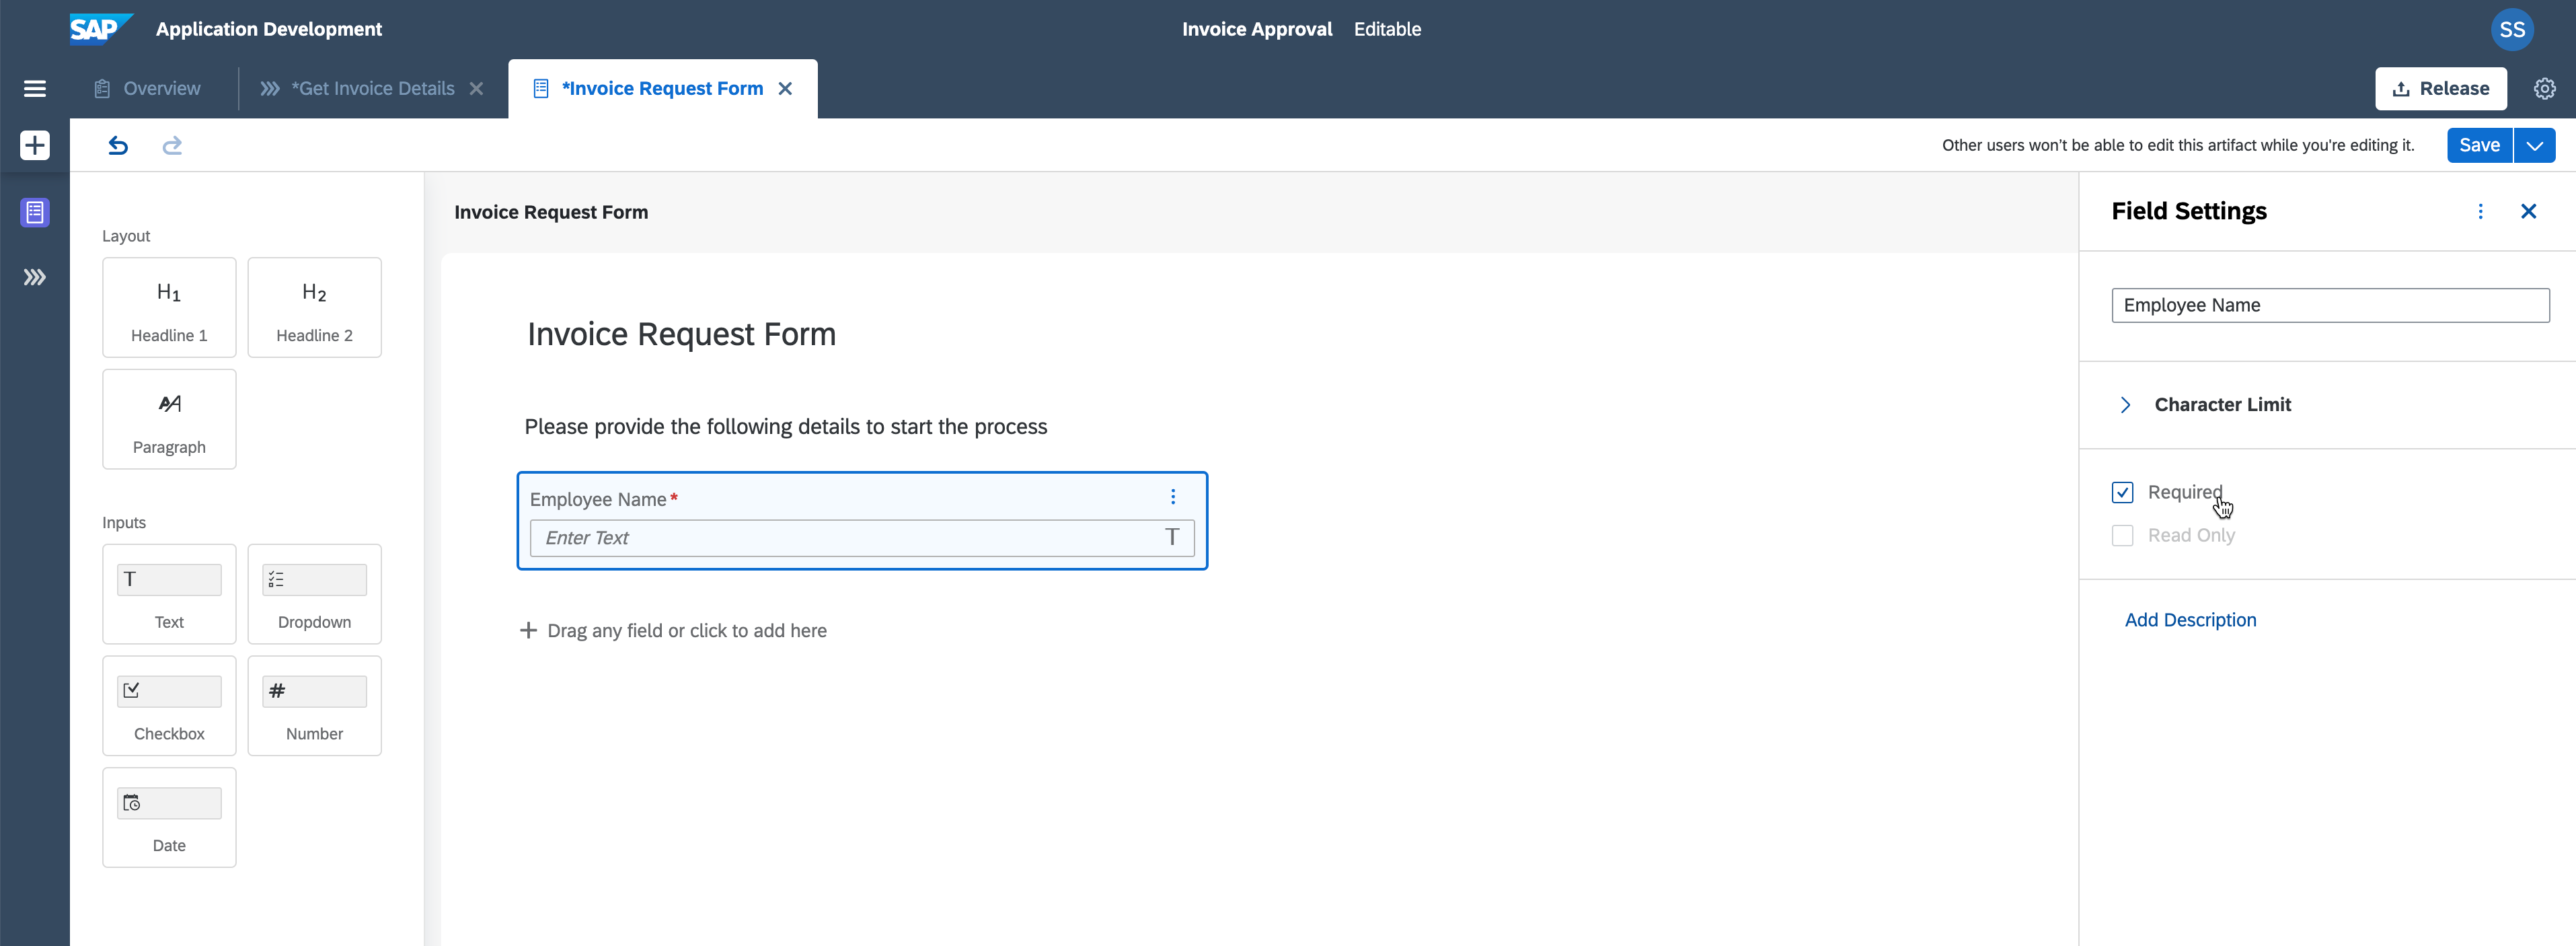 SAP Application Development
Invoice Approval Editable
SS
Overview
*Get Invoice Details
*Invoice Request Form
Release
Other users won't be able to edit this artifact while you're editing it.
Save
Layout
H1
Headline 1
H2
Headline 2
Paragraph
Inputs
T
Text
Dropdown
Checkbox
#
Number
Date
Invoice Request Form
Invoice Request Form
Please provide the following details to start the process
Employee Name*
Enter Text T
+ Drag any field or click to add here
Field Settings
Employee Name
Character Limit
Required
Read Only
Add Description